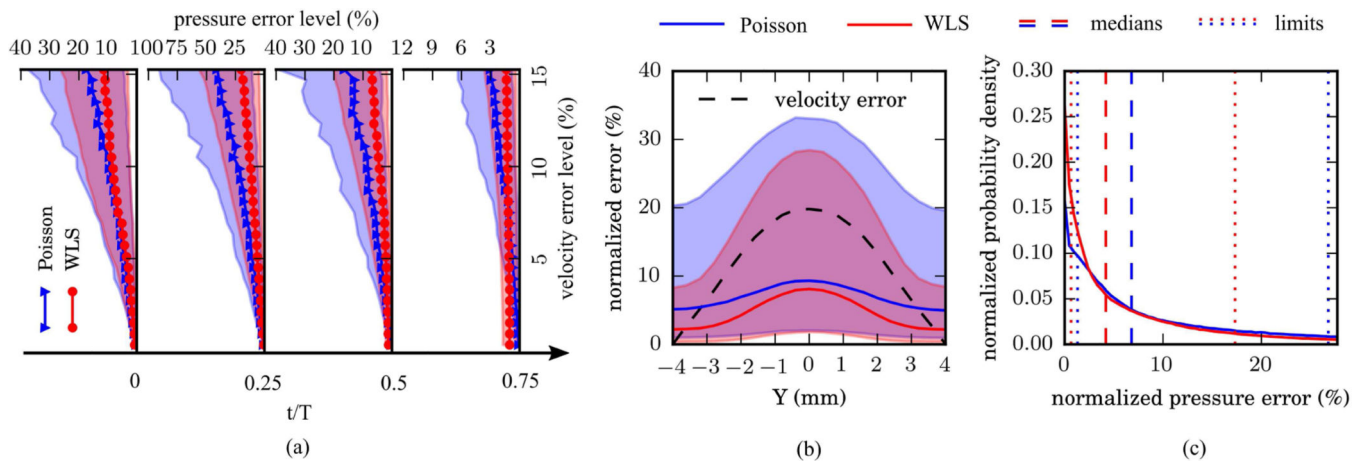 pressure error level (%)
40 30 20 10 100 75 50 25 40 30 20 10 12 9 6 3
15
10
5
velocity error level (%)
Poisson
WLS
0 0.25 0.5 0.75
t/T
(a)
Poisson WLS medians limits
40
30
20
10
0
normalized error (%)
velocity error
−4 −3 −2 −1 0 1 2 3 4
Y (mm)
(b)
0.30
0.25
0.20
0.15
0.10
0.05
0.00
normalized probability density
0 10 20
normalized pressure error (%)
(c)